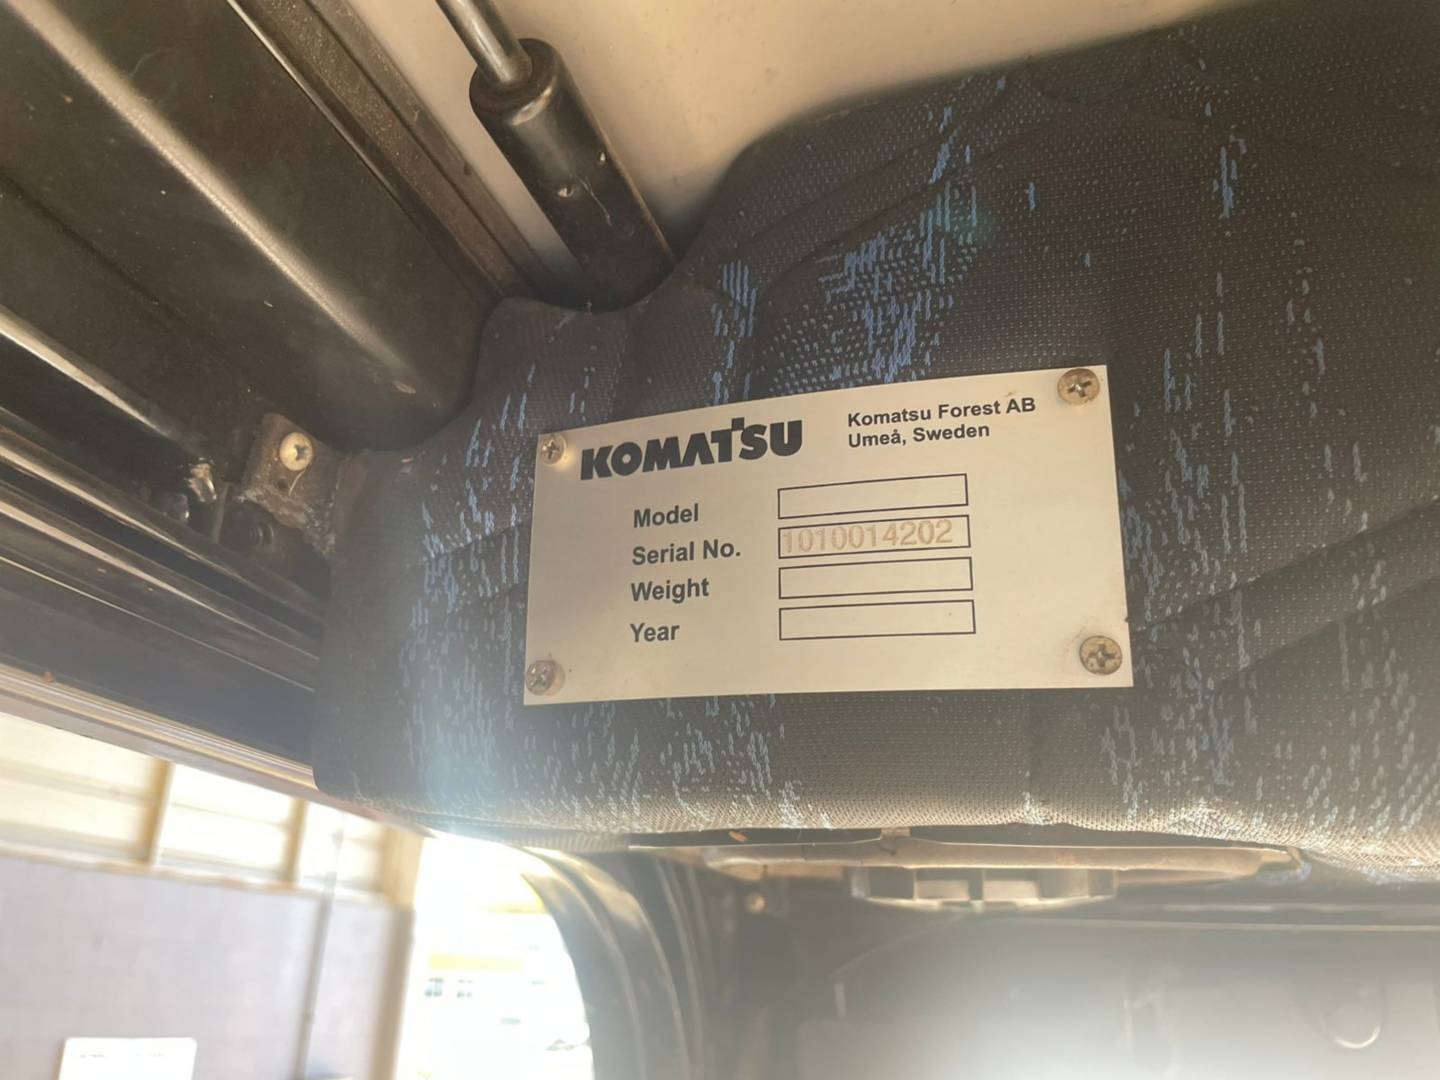 KOMATSU
Komatsu Forest AB
Umeå, Sweden
Model
Serial No. 1010014202
Weight
Year